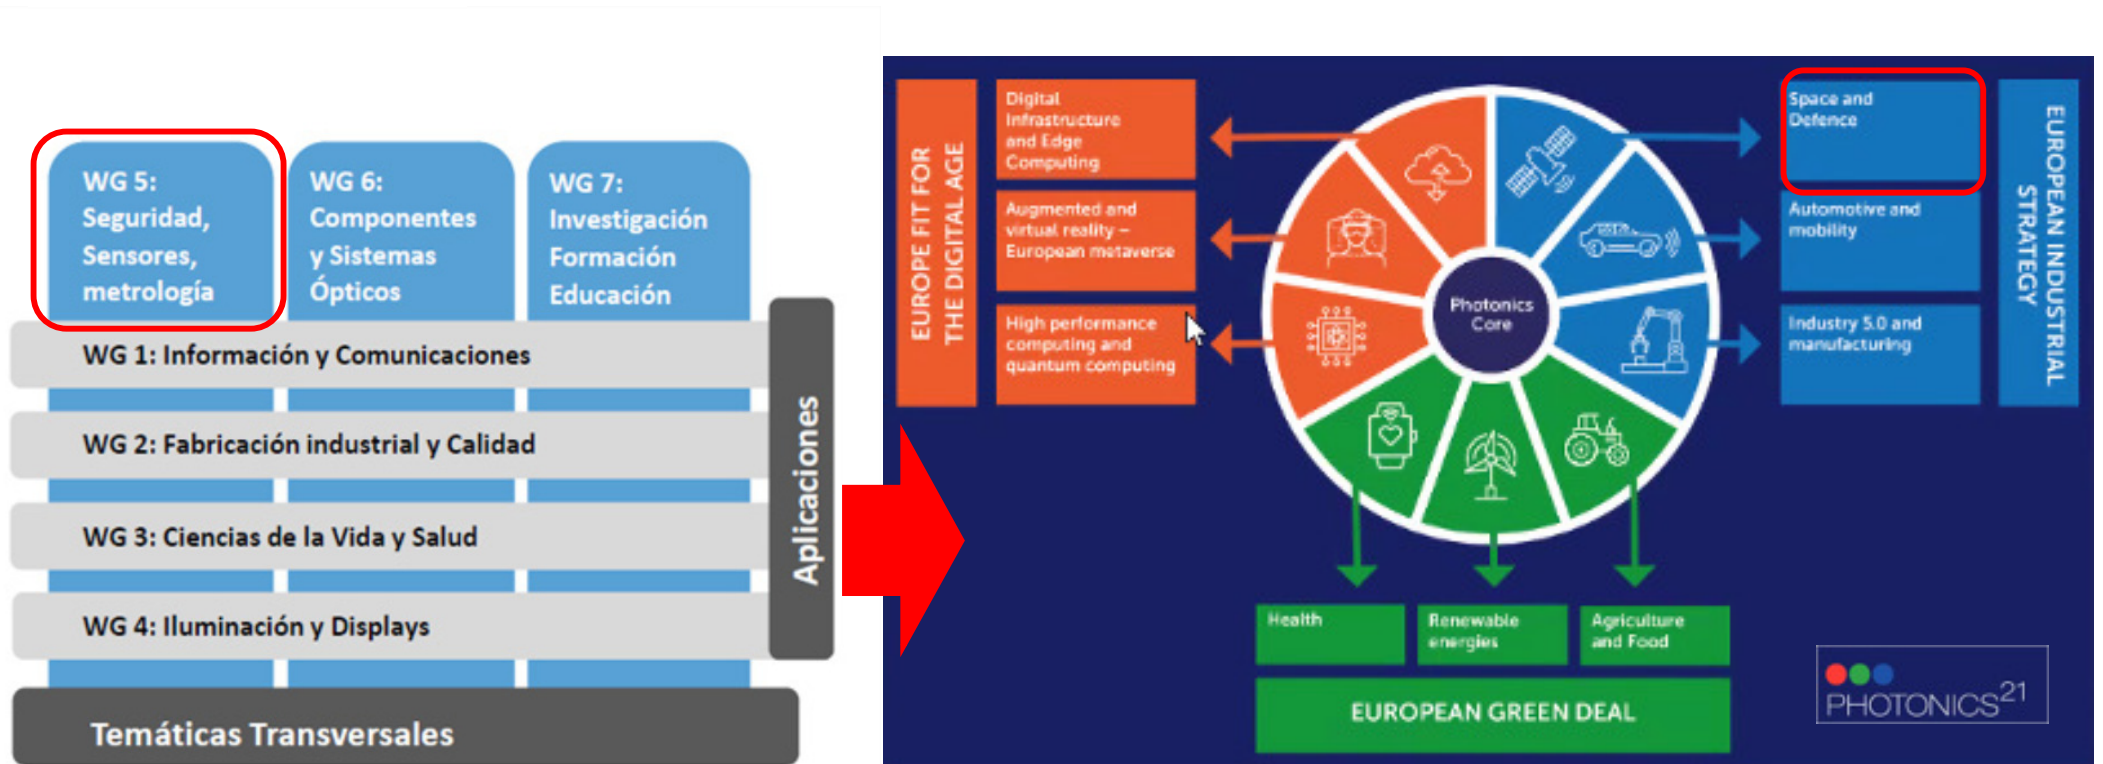 WG 5:
Seguridad,
Sensores,
metrología
WG 6:
Componentes
y Sistemas
Ópticos
WG 7:
Investigación
Formación
Educación
WG 1: Información y Comunicaciones
WG 2: Fabricación industrial y Calidad
WG 3: Ciencias de la Vida y Salud
WG 4: Iluminación y Displays
Aplicaciones
Temáticas Transversales
EUROPE FIT FOR
THE DIGITAL AGE
Digital
Infrastructure
and Edge
Computing
Augmented and
virtual reality –
European metaverse
High performance
computing and
quantum computing
Photonics
Core
Space and
Defence
Automotive and
mobility
Industry 5.0 and
manufacturing
EUROPEAN INDUSTRIAL
STRATEGY
Health
Renewable
energies
Agriculture
and Food
EUROPEAN GREEN DEAL
PHOTONICS21